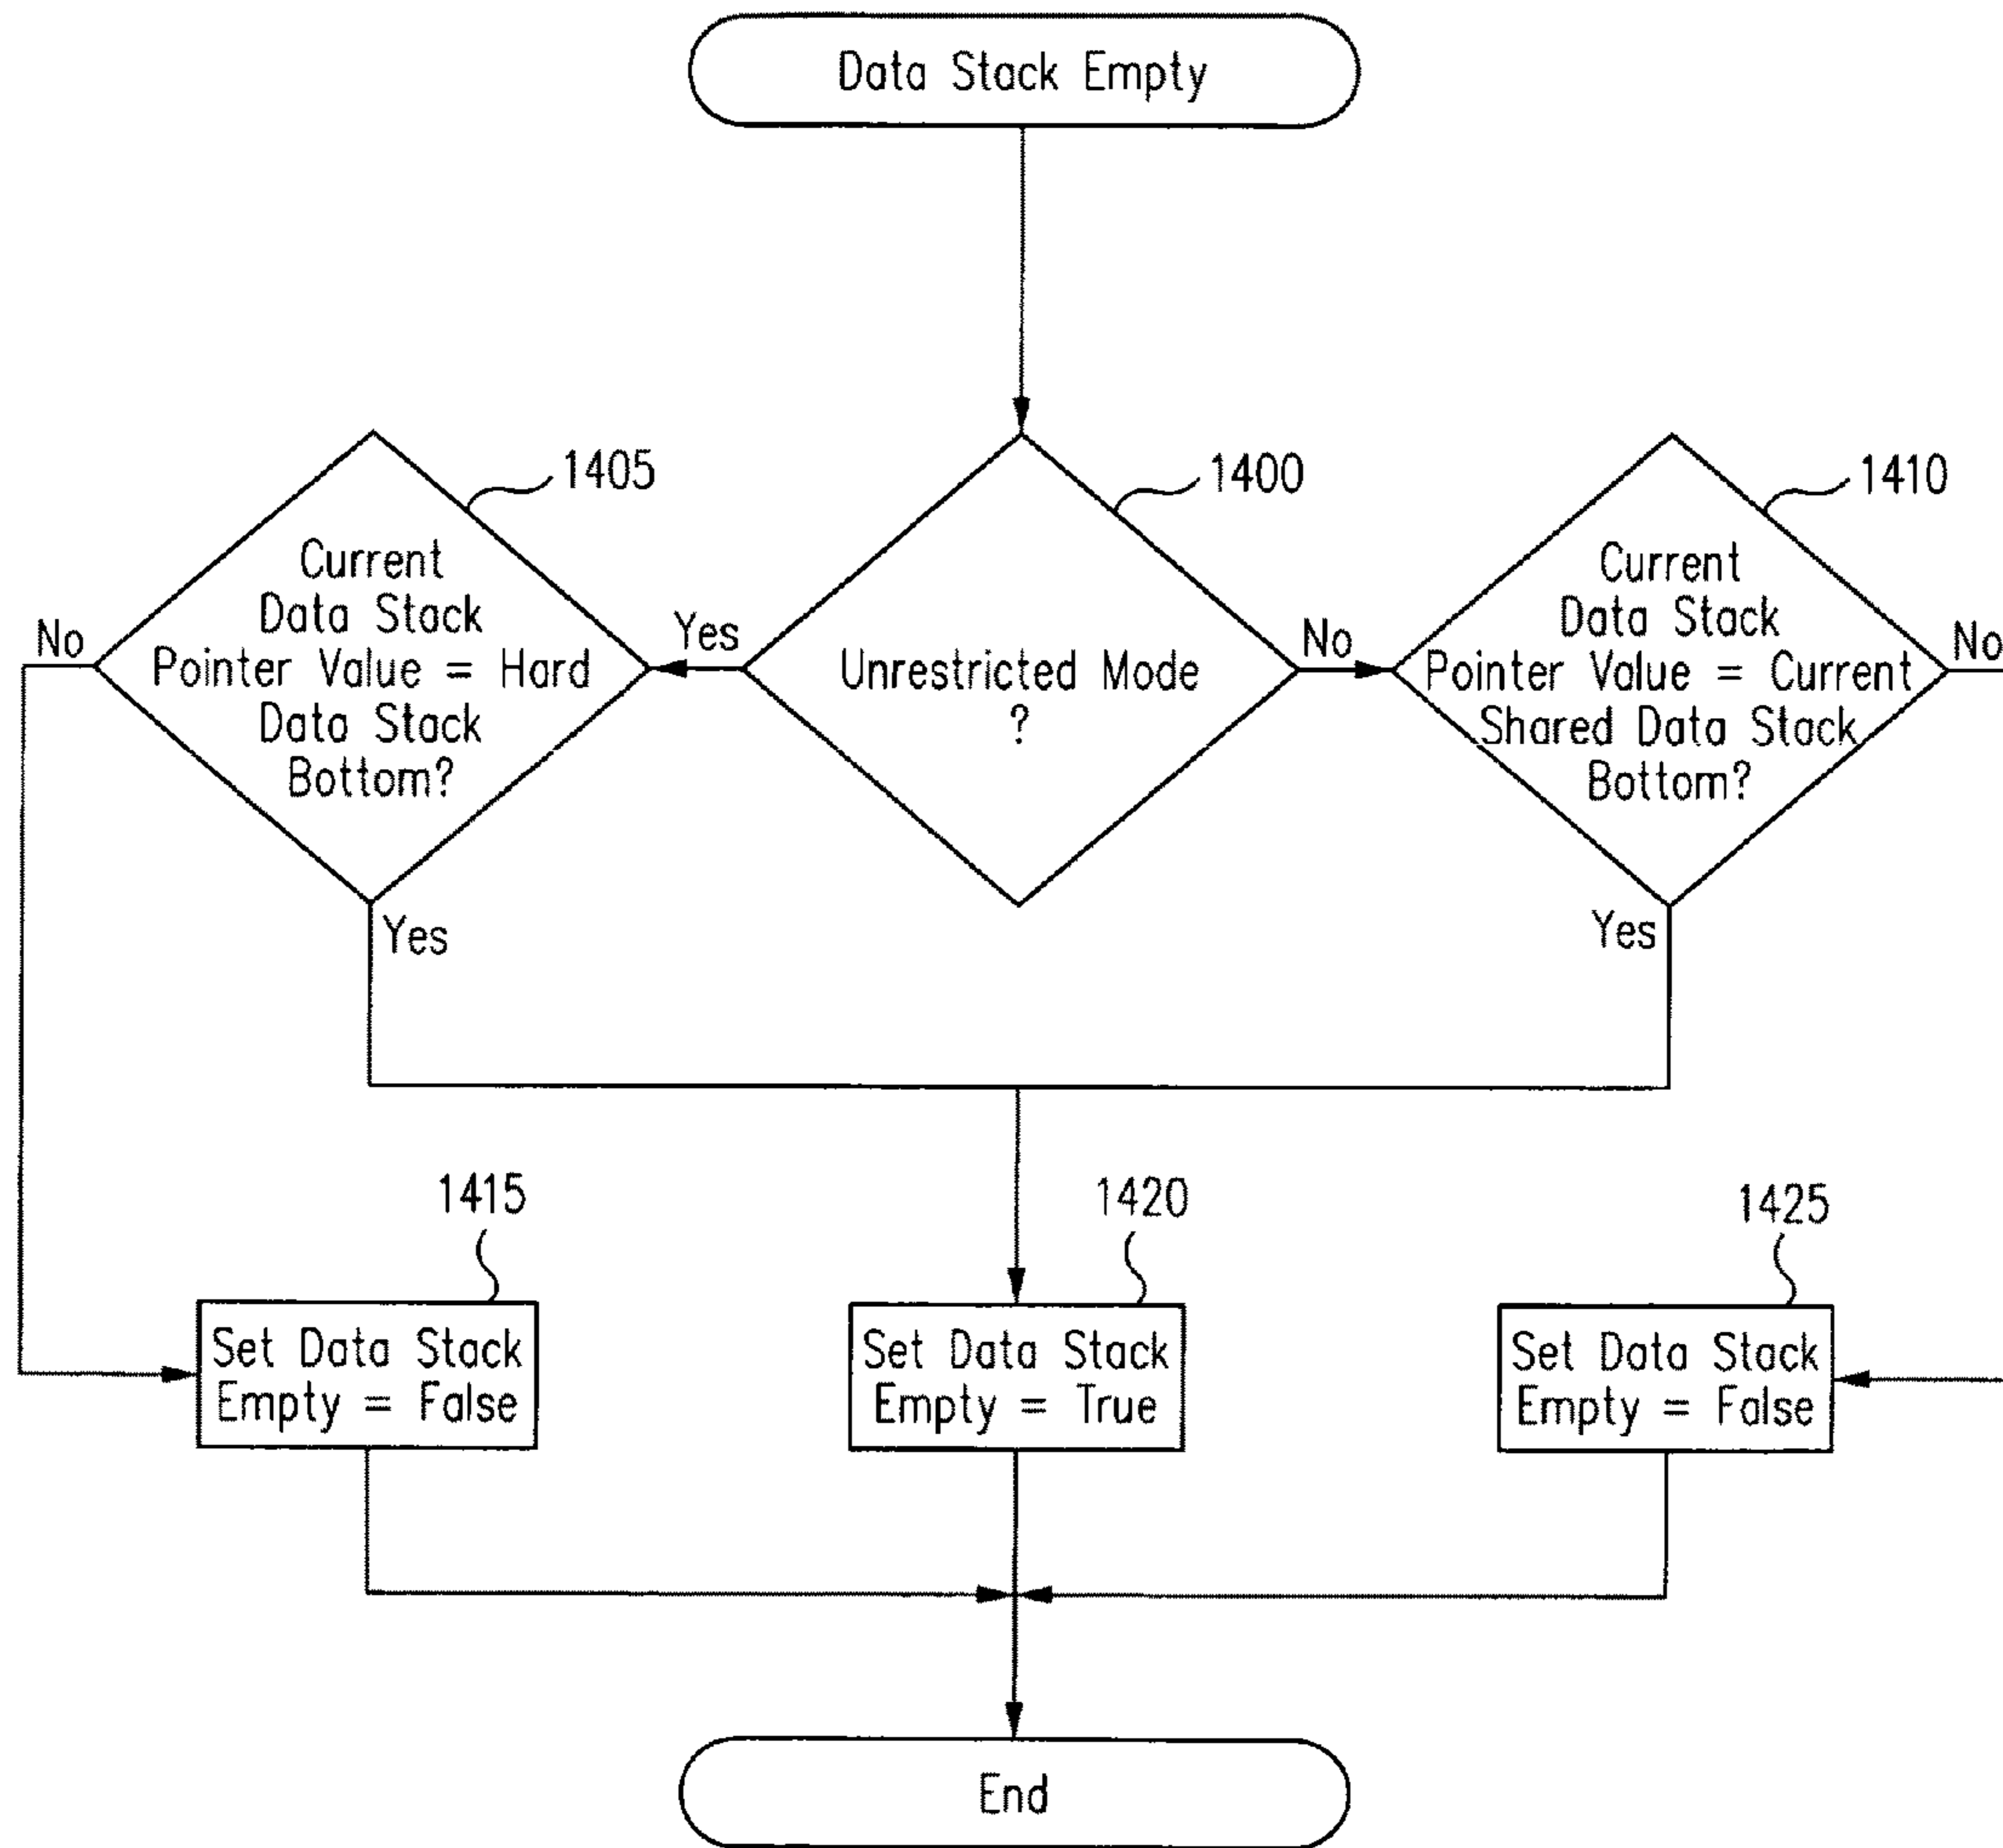 Data Stack Empty
1405
1400
1410
Current
Data Stack
Pointer Value = Hard
Data Stack
Bottom?
No
Yes
Unrestricted Mode
?
No
Current
Data Stack
Pointer Value = Current
Shared Data Stack
Bottom?
No
Yes
Yes
1415
1420
1425
Set Data Stack
Empty = False
Set Data Stack
Empty = True
Set Data Stack
Empty = False
End